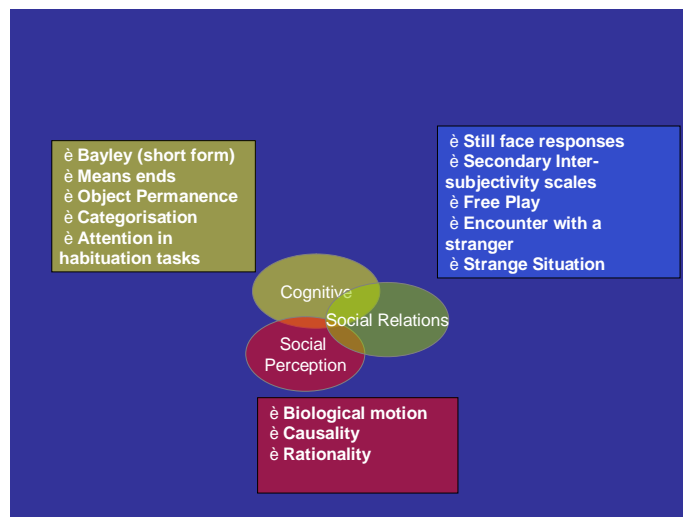 è Bayley (short form)
è Means ends
è Object Permanence
è Categorisation
è Attention in
habituation tasks
è Still face responses
è Secondary Inter-
subjectivity scales
è Free Play
è Encounter with a
stranger
è Strange Situation
Cognitive
Social Relations
Social
Perception
è Biological motion
è Causality
è Rationality